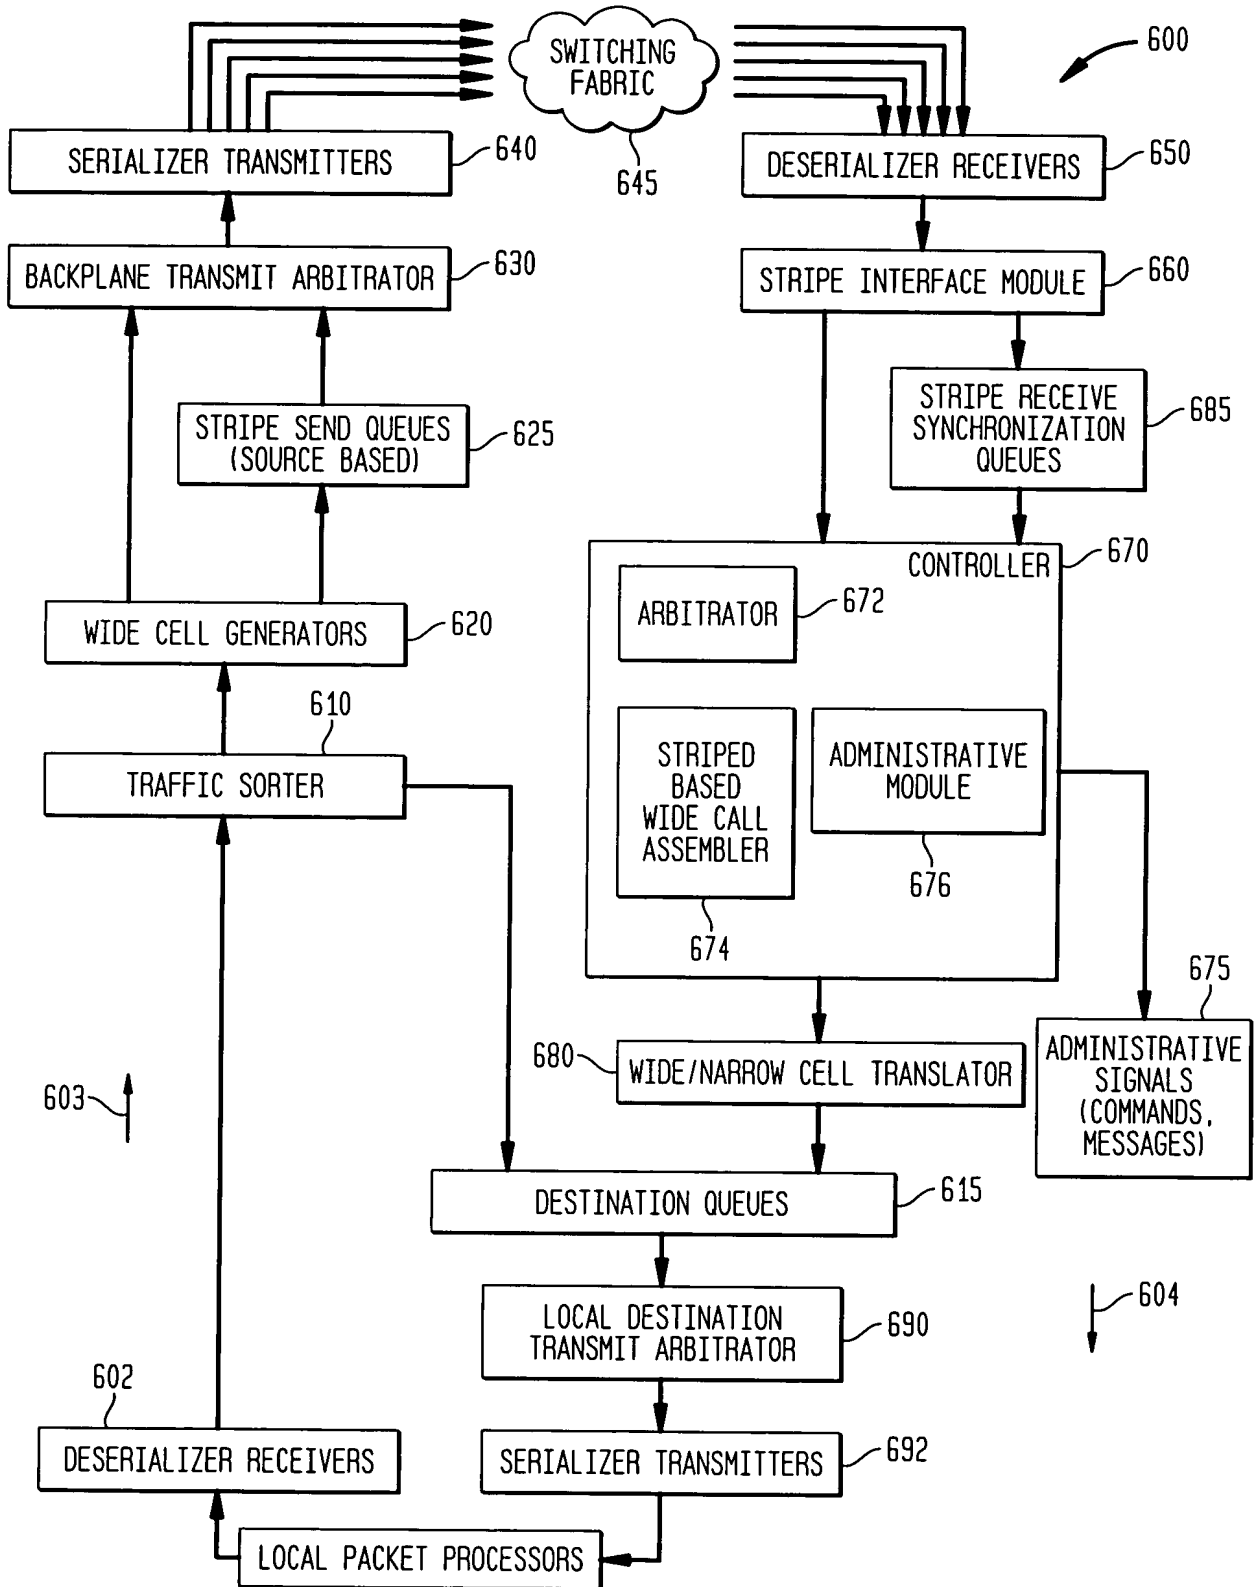 SWITCHING
FABRIC
600
SERIALIZER TRANSMITTERS
640
645
DESERIALIZER RECEIVERS
650
BACKPLANE TRANSMIT ARBITRATOR
630
STRIPE INTERFACE MODULE
660
STRIPE SEND QUEUES
(SOURCE BASED)
625
STRIPE RECEIVE
SYNCHRONIZATION
QUEUES
685
CONTROLLER
670
ARBITRATOR
672
WIDE CELL GENERATORS
620
610
TRAFFIC SORTER
STRIPED
BASED
WIDE CALL
ASSEMBLER
674
ADMINISTRATIVE
MODULE
676
675
ADMINISTRATIVE
SIGNALS
(COMMANDS,
MESSAGES)
680
WIDE/NARROW CELL TRANSLATOR
603
DESTINATION QUEUES
615
604
LOCAL DESTINATION
TRANSMIT ARBITRATOR
690
602
DESERIALIZER RECEIVERS
SERIALIZER TRANSMITTERS
692
LOCAL PACKET PROCESSORS